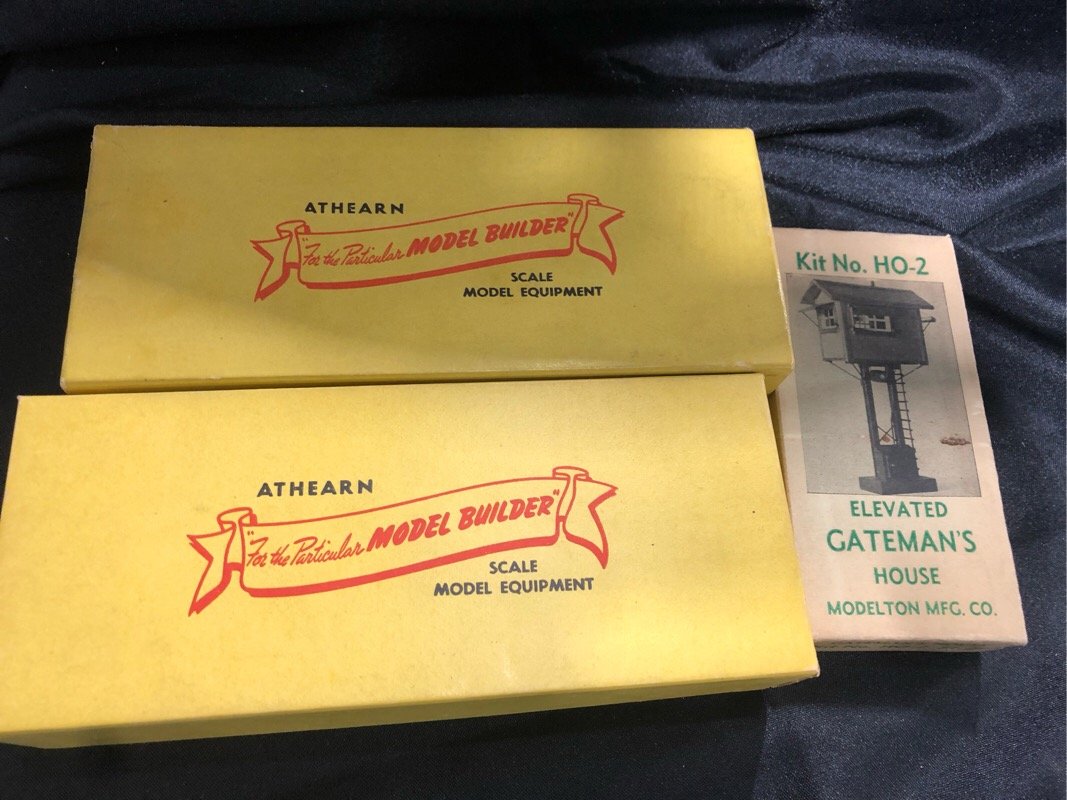 ATHEARN
"For the Particular MODEL BUILDER"
SCALE
MODEL EQUIPMENT
ATHEARN
"For the Particular MODEL BUILDER"
SCALE
MODEL EQUIPMENT
Kit No. HO-2
ELEVATED
GATEMAN'S
HOUSE
MODELTON MFG. CO.